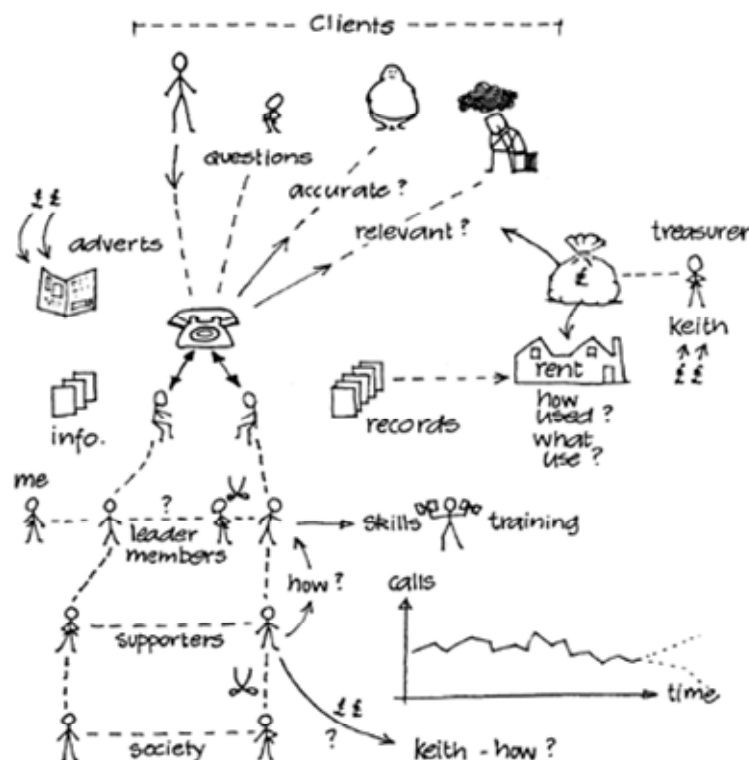 clients
questions
accurate ?
relevant ?
£ £
adverts
treasurer
£
keith
£ £
rent
how
used ?
what
use ?
info.
records
me
?
leader
members
skills
training
how ?
supporters
calls
time
£ £
society
?
keith - how ?